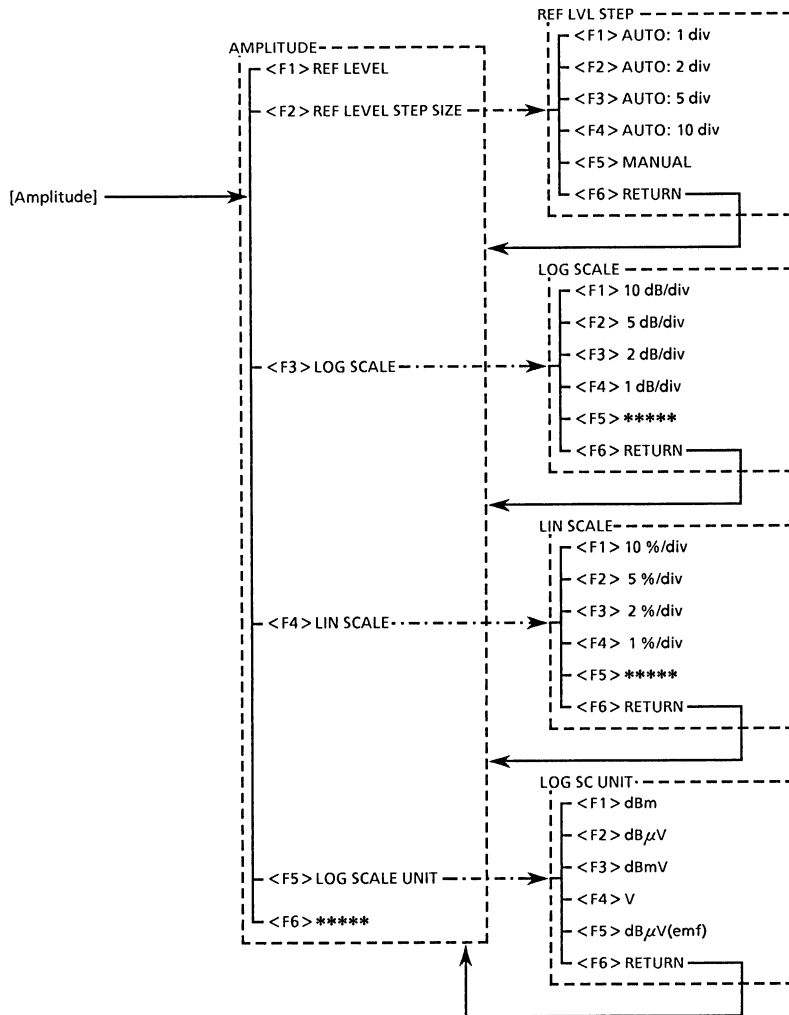 [Amplitude]
AMPLITUDE
<F1> REF LEVEL
<F2> REF LEVEL STEP SIZE
<F3> LOG SCALE
<F4> LIN SCALE
<F5> LOG SCALE UNIT
<F6> *****
REF LVL STEP
<F1> AUTO: 1 div
<F2> AUTO: 2 div
<F3> AUTO: 5 div
<F4> AUTO: 10 div
<F5> MANUAL
<F6> RETURN
LOG SCALE
<F1> 10 dB/div
<F2> 5 dB/div
<F3> 2 dB/div
<F4> 1 dB/div
<F5> *****
<F6> RETURN
LIN SCALE
<F1> 10 %/div
<F2> 5 %/div
<F3> 2 %/div
<F4> 1 %/div
<F5> *****
<F6> RETURN
LOG SC UNIT
<F1> dBm
<F2> dBμV
<F3> dBmV
<F4> V
<F5> dBμV(emf)
<F6> RETURN